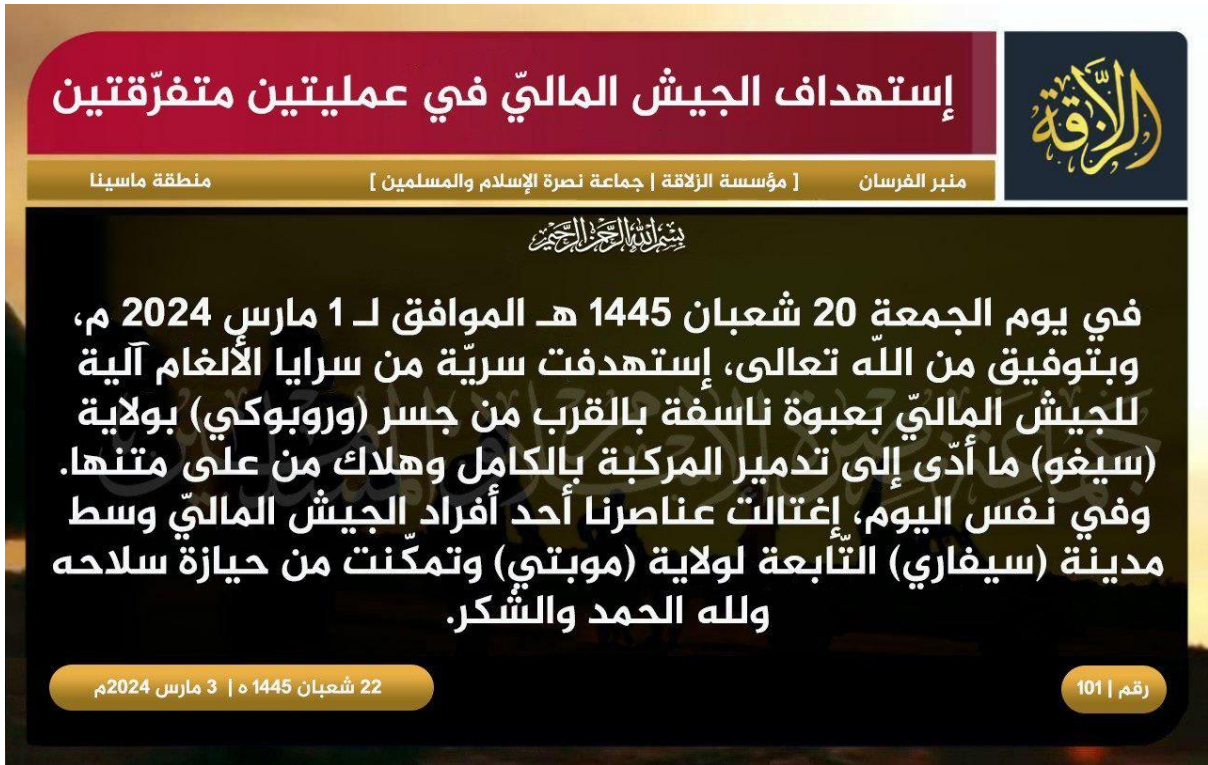 الزلاقة
إستهداف الجيش الماليّ في عمليتين متفرّقتين
منبر الفرسان
[ مؤسسة الزلاقة | جماعة نصرة الإسلام والمسلمين ]
منطقة ماسينا
بسم الله الرحمن الرحيم
في يوم الجمعة 20 شعبان 1445 هـ الموافق لـ 1 مارس 2024 م،
وبتوفيق من الله تعالى، إستهدفت سريّة من سرايا الألغام آلية
للجيش الماليّ بعبوة ناسفة بالقرب من جسر (وروبوكي) بولاية
(سيغو) ما أدّى إلى تدمير المركبة بالكامل وهلاك من على متنها.
وفي نفس اليوم، إغتالت عناصرنا أحد أفراد الجيش الماليّ وسط
مدينة (سيفاري) التّابعة لولاية (موبتي) وتمكّنت من حيازة سلاحه
ولله الحمد والشّكر.
جماعة نصرة الإسلام والمسلمين
رقم | 101
22 شعبان 1445 ه | 3 مارس 2024م